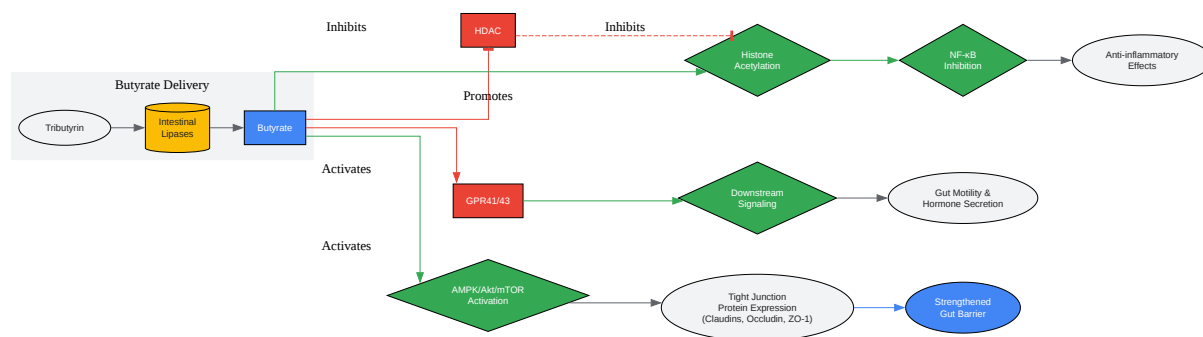 Inhibits
HDAC
Inhibits
Histone
Acetylation
NF-κB
Inhibition
Anti-inflammatory
Effects
Butyrate Delivery
Promotes
Tributyrin
Intestinal
Lipases
Butyrate
Activates
GPR41/43
Downstream
Signaling
Gut Motility &
Hormone Secretion
Activates
AMPK/Akt/mTOR
Activation
Tight Junction
Protein Expression
(Claudins, Occludin, ZO-1)
Strengthened
Gut Barrier